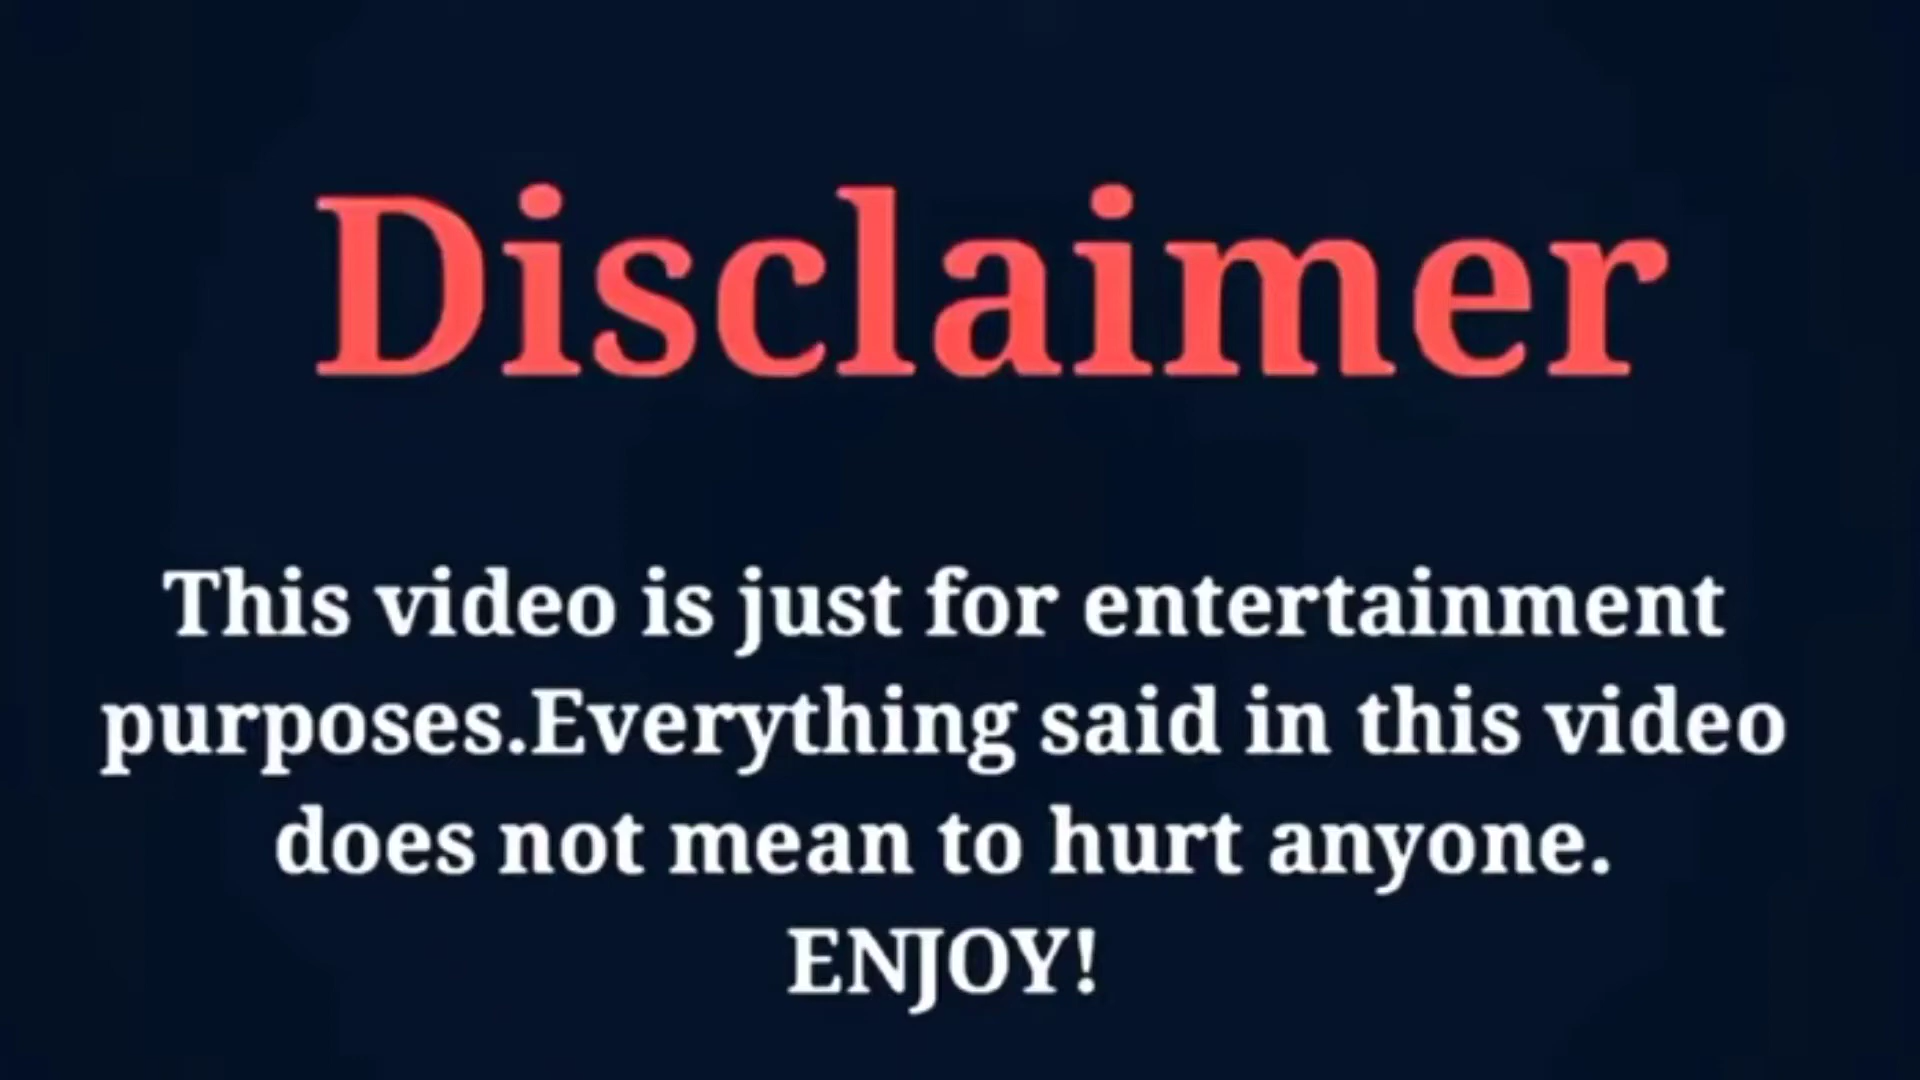 Disclaimer
This video is just for entertainment
purposes.Everything said in this video
does not mean to hurt anyone.
ENJOY!